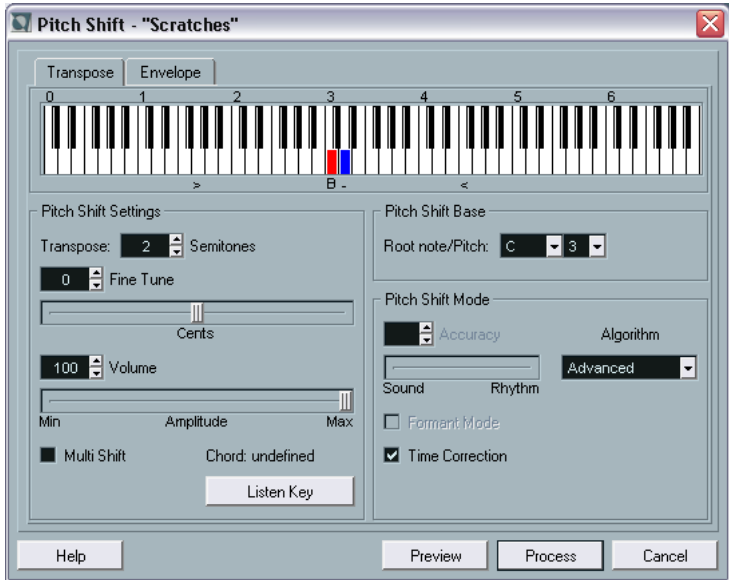 Pitch Shift - "Scratches"
Transpose Envelope
0 1 2 3 4 5 6
> B - <
Pitch Shift Settings
Transpose: 2 Semitones
0 Fine Tune
Cents
100 Volume
Min Amplitude Max
Multi Shift Chord: undefined
Listen Key
Pitch Shift Base
Root note/Pitch: C 3
Pitch Shift Mode
Accuracy Algorithm
Advanced
Sound Rhythm
Formant Mode
Time Correction
Help Preview Process Cancel